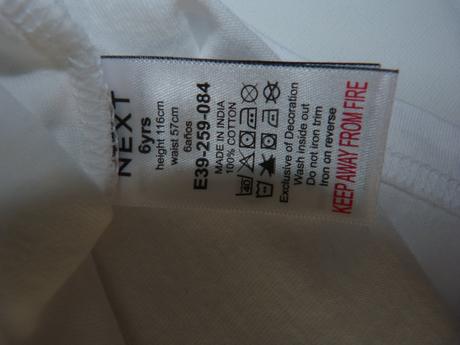 NEXT
6yrs
height 116cm
waist 57cm
6años
E39-259-084
MADE IN INDIA
100% COTTON
40
Exclusive of Decoration
Wash inside out
Do not iron trim
Iron on reverse
KEEP AWAY FROM FIRE